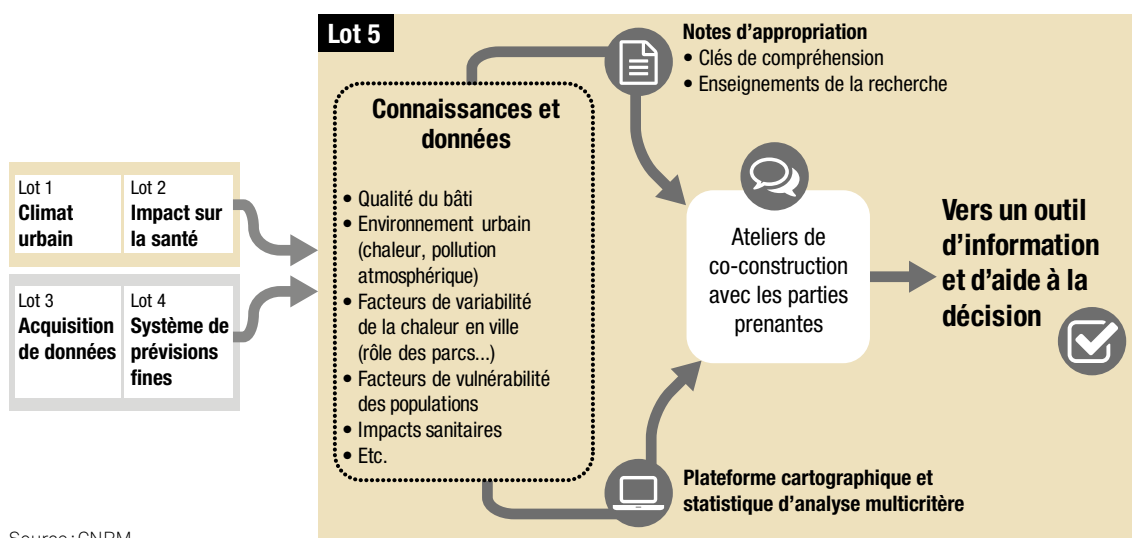 Lot 5
Notes d'appropriation
• Clés de compréhension
• Enseignements de la recherche
Connaissances et
données
• Qualité du bâti
• Environnement urbain
(chaleur, pollution
atmosphérique)
• Facteurs de variabilité
de la chaleur en ville
(rôle des parcs...)
• Facteurs de vulnérabilité
des populations
• Impacts sanitaires
• Etc.
Lot 1
Climat
urbain
Lot 2
Impact sur
la santé
Lot 3
Acquisition
de données
Lot 4
Système de
prévisions
fines
Ateliers de
co-construction
avec les parties
prenantes
Vers un outil
d'information
et d'aide à la
décision
Plateforme cartographique et
statistique d'analyse multicritère
Source : CNRM